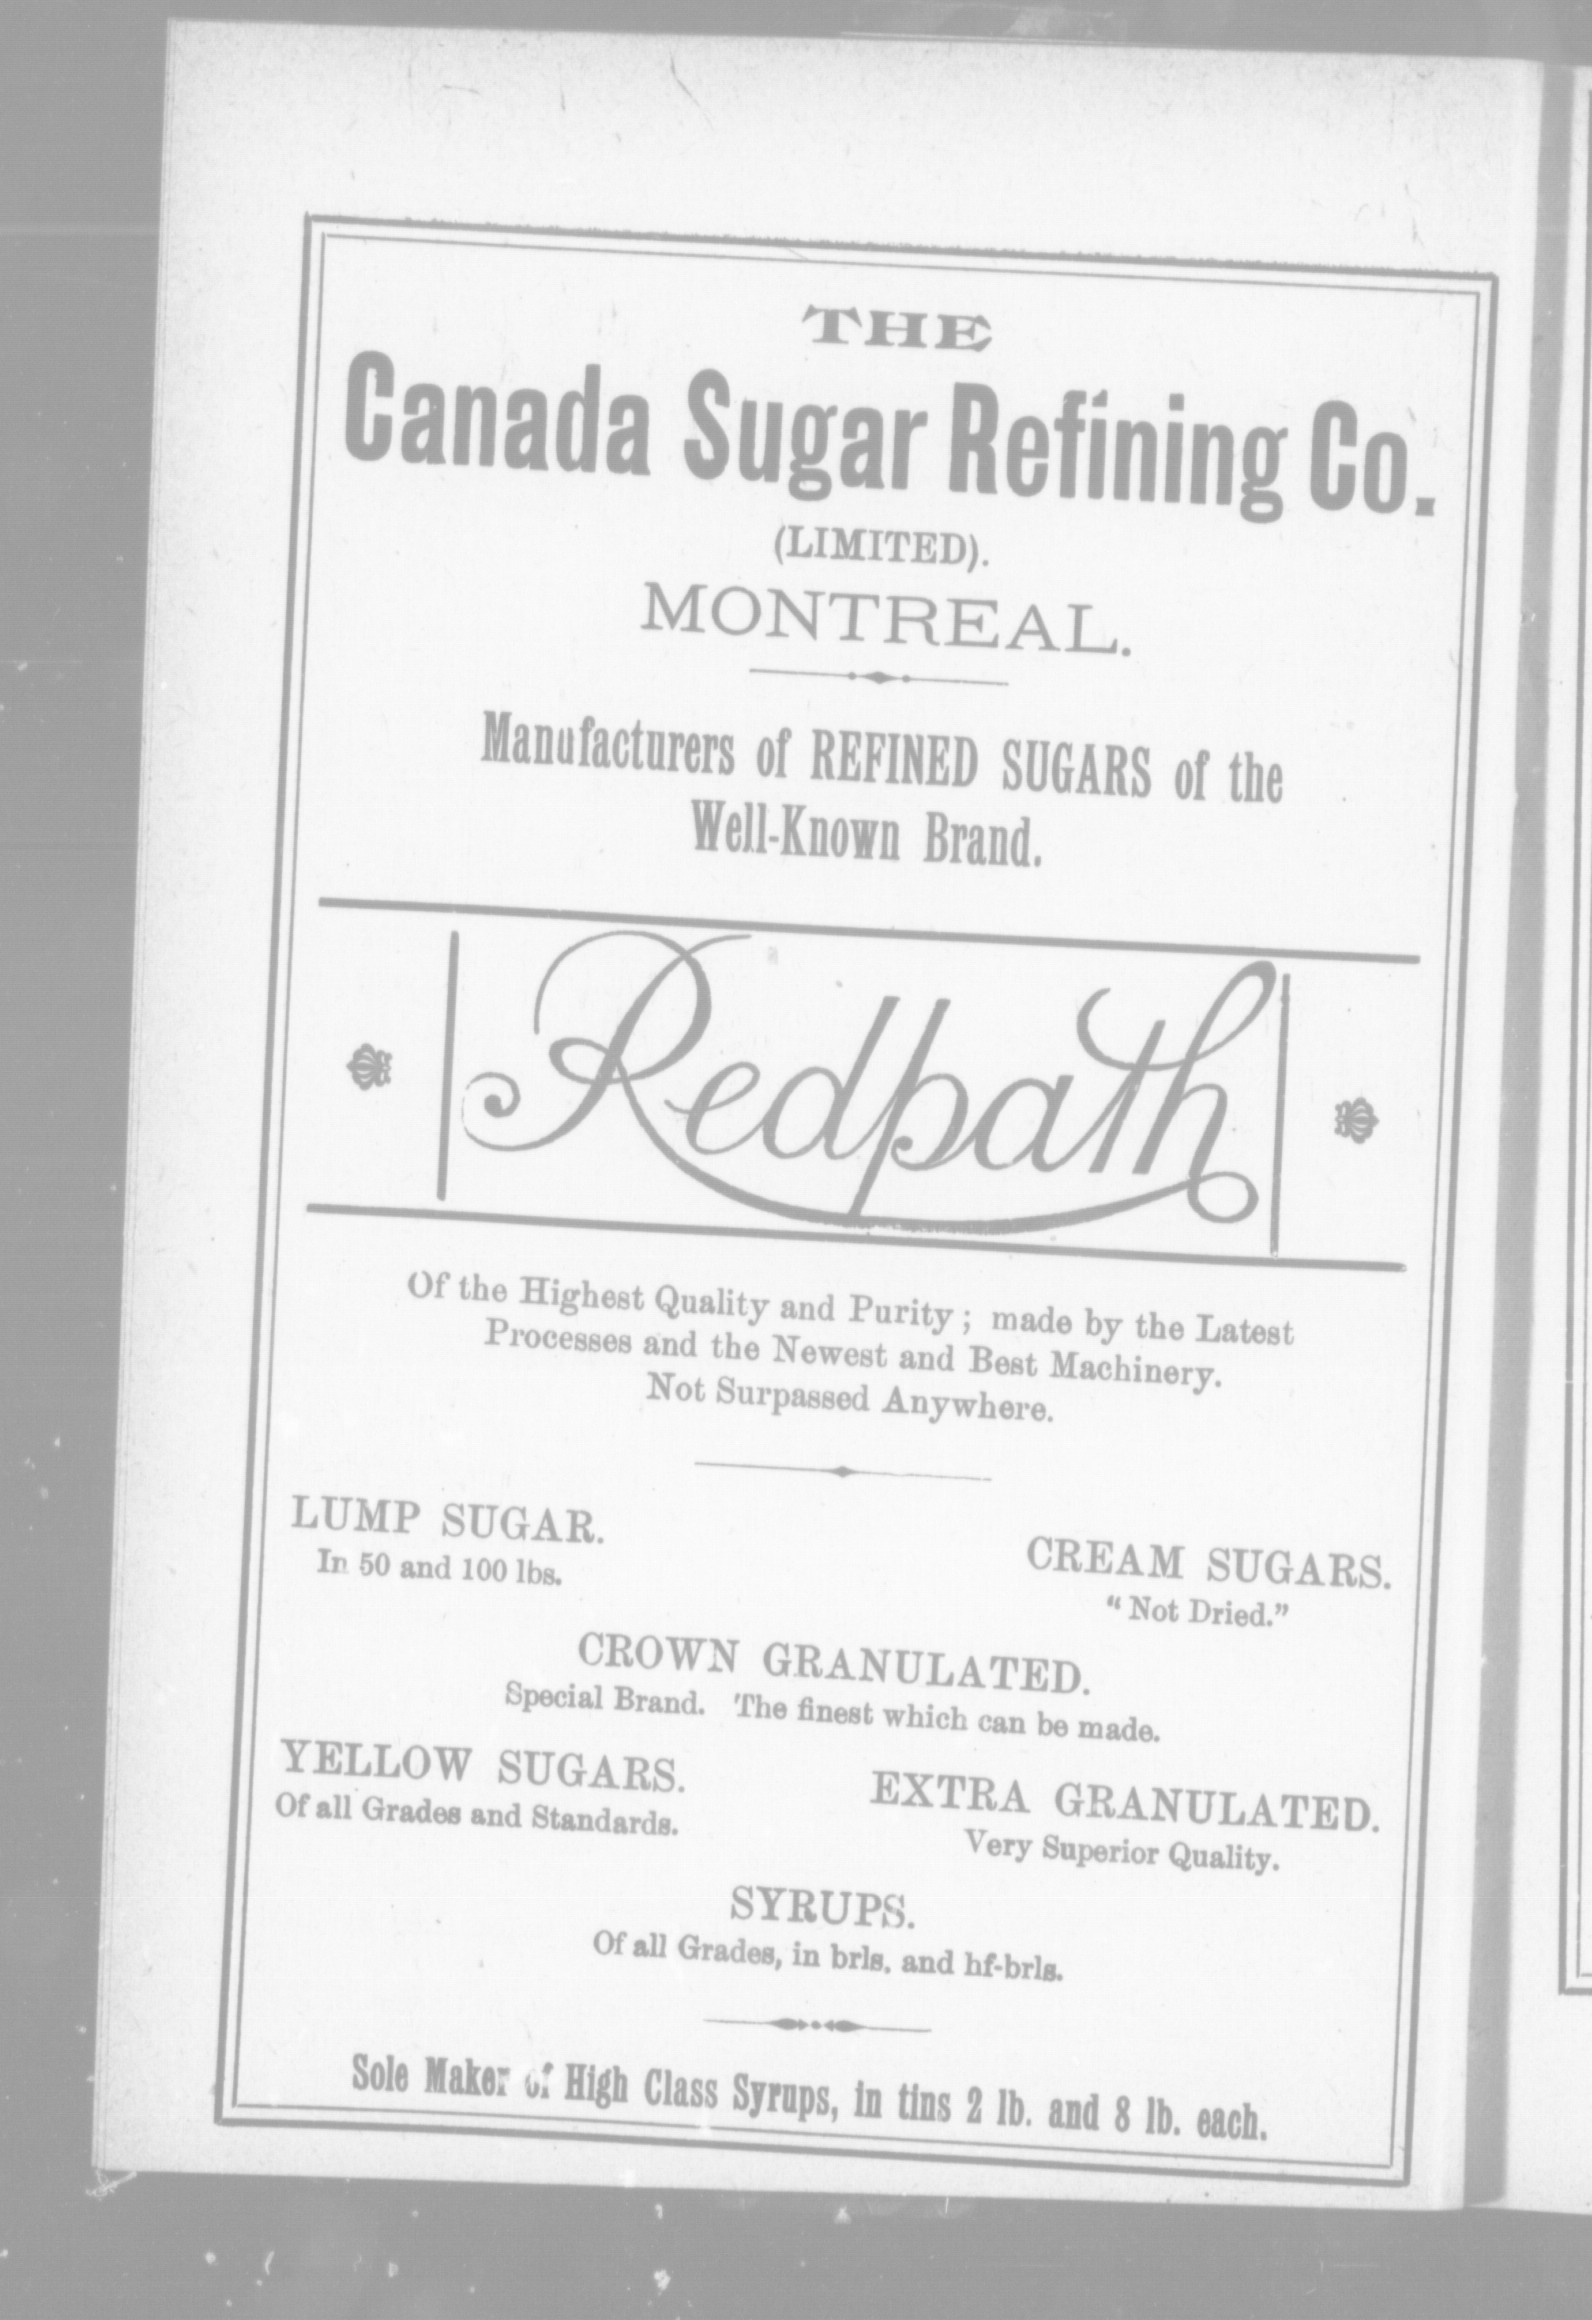 THE
Canada Sugar Refining Co.
(LIMITED).
MONTREAL.
Manufacturers of REFINED SUGARS of the
Well-Known Brand.
Redpath
Of the Highest Quality and Purity; made by the Latest
Processes and the Newest and Best Machinery.
Not Surpassed Anywhere.
LUMP SUGAR.
In 50 and 100 lbs.
CREAM SUGARS.
"Not Dried."
CROWN GRANULATED.
Special Brand. The finest which can be made.
YELLOW SUGARS.
Of all Grades and Standards.
EXTRA GRANULATED.
Very Superior Quality.
SYRUPS.
Of all Grades, in brls. and hf-brls.
Sole Maker of High Class Syrups, in tins 2 lb. and 8 lb. each.